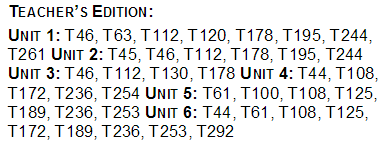 TEACHER'S EDITION:
UNIT 1: T46, T63, T112, T120, T178, T195, T244,
T261 UNIT 2: T45, T46, T112, T178, T195, T244
UNIT 3: T46, T112, T130, T178 UNIT 4: T44, T108,
T172, T236, T254 UNIT 5: T61, T100, T108, T125,
T189, T236, T253 UNIT 6: T44, T61, T108, T125,
T172, T189, T236, T253, T292